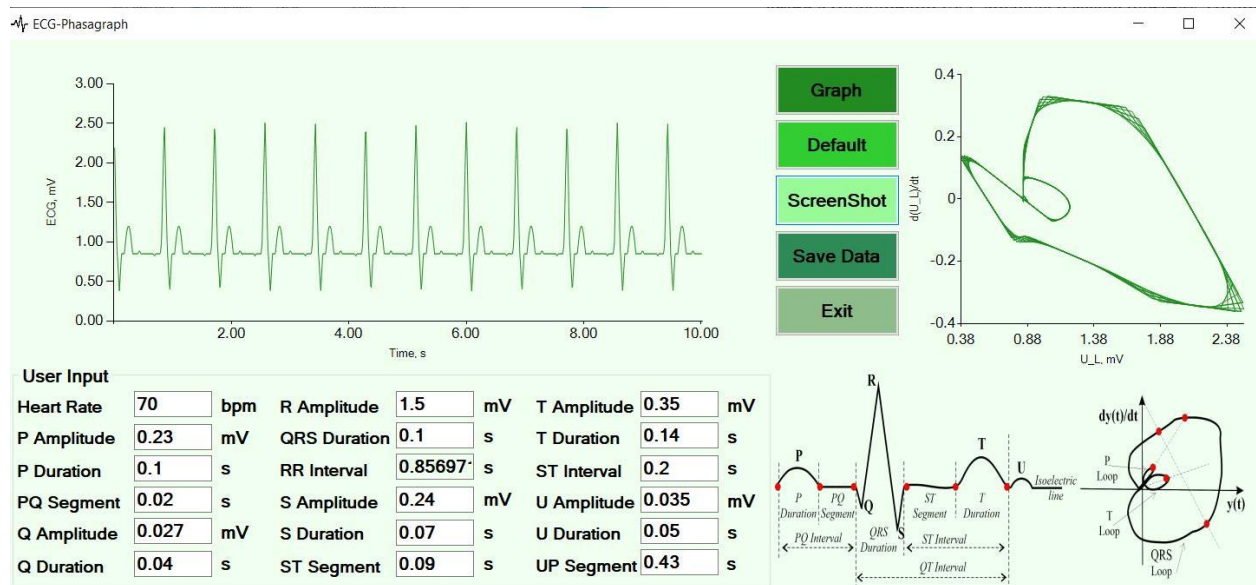 ECG-Phasagraph
3.00
2.50
2.00
1.50
1.00
0.50
0.00
ECG, mV
2.00 4.00 6.00 8.00 10.00
Time, s
Graph
Default
ScreenShot
Save Data
Exit
0.4
0.2
0
-0.2
-0.4
d(U_L)/dt
0.38 0.88 1.38 1.88 2.38
U_L, mV
User Input
Heart Rate 70 bpm R Amplitude 1.5 mV T Amplitude 0.35 mV
P Amplitude 0.23 mV QRS Duration 0.1 s T Duration 0.14 s
P Duration 0.1 s RR Interval 0.85697 s ST Interval 0.2 s
PQ Segment 0.02 s S Amplitude 0.24 mV U Amplitude 0.035 mV
Q Amplitude 0.027 mV S Duration 0.07 s U Duration 0.05 s
Q Duration 0.04 s ST Segment 0.09 s UP Segment 0.43 s
R
P
T
U
Isoelectric
line
Q
S
P
Duration
PQ
Segment
ST
Segment
T
Duration
PQ Interval
QRS
Duration
ST Interval
QT Interval
dy(t)/dt
P
Loop
T
Loop
y(t)
QRS
Loop